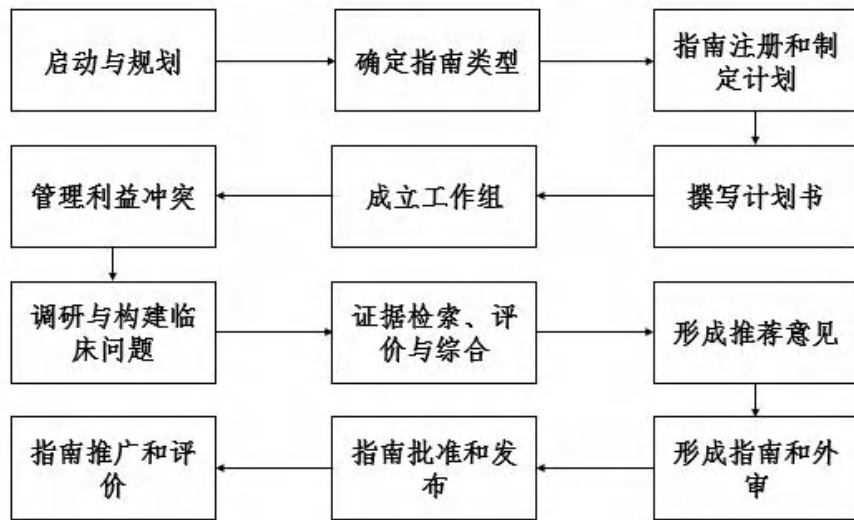 启动与规划
确定指南类型
指南注册和制
定计划
撰写计划书
成立工作组
管理利益冲突
调研与构建临
床问题
证据检索、评
价与综合
形成推荐意见
形成指南和外
审
指南批准和发
布
指南推广和评
价